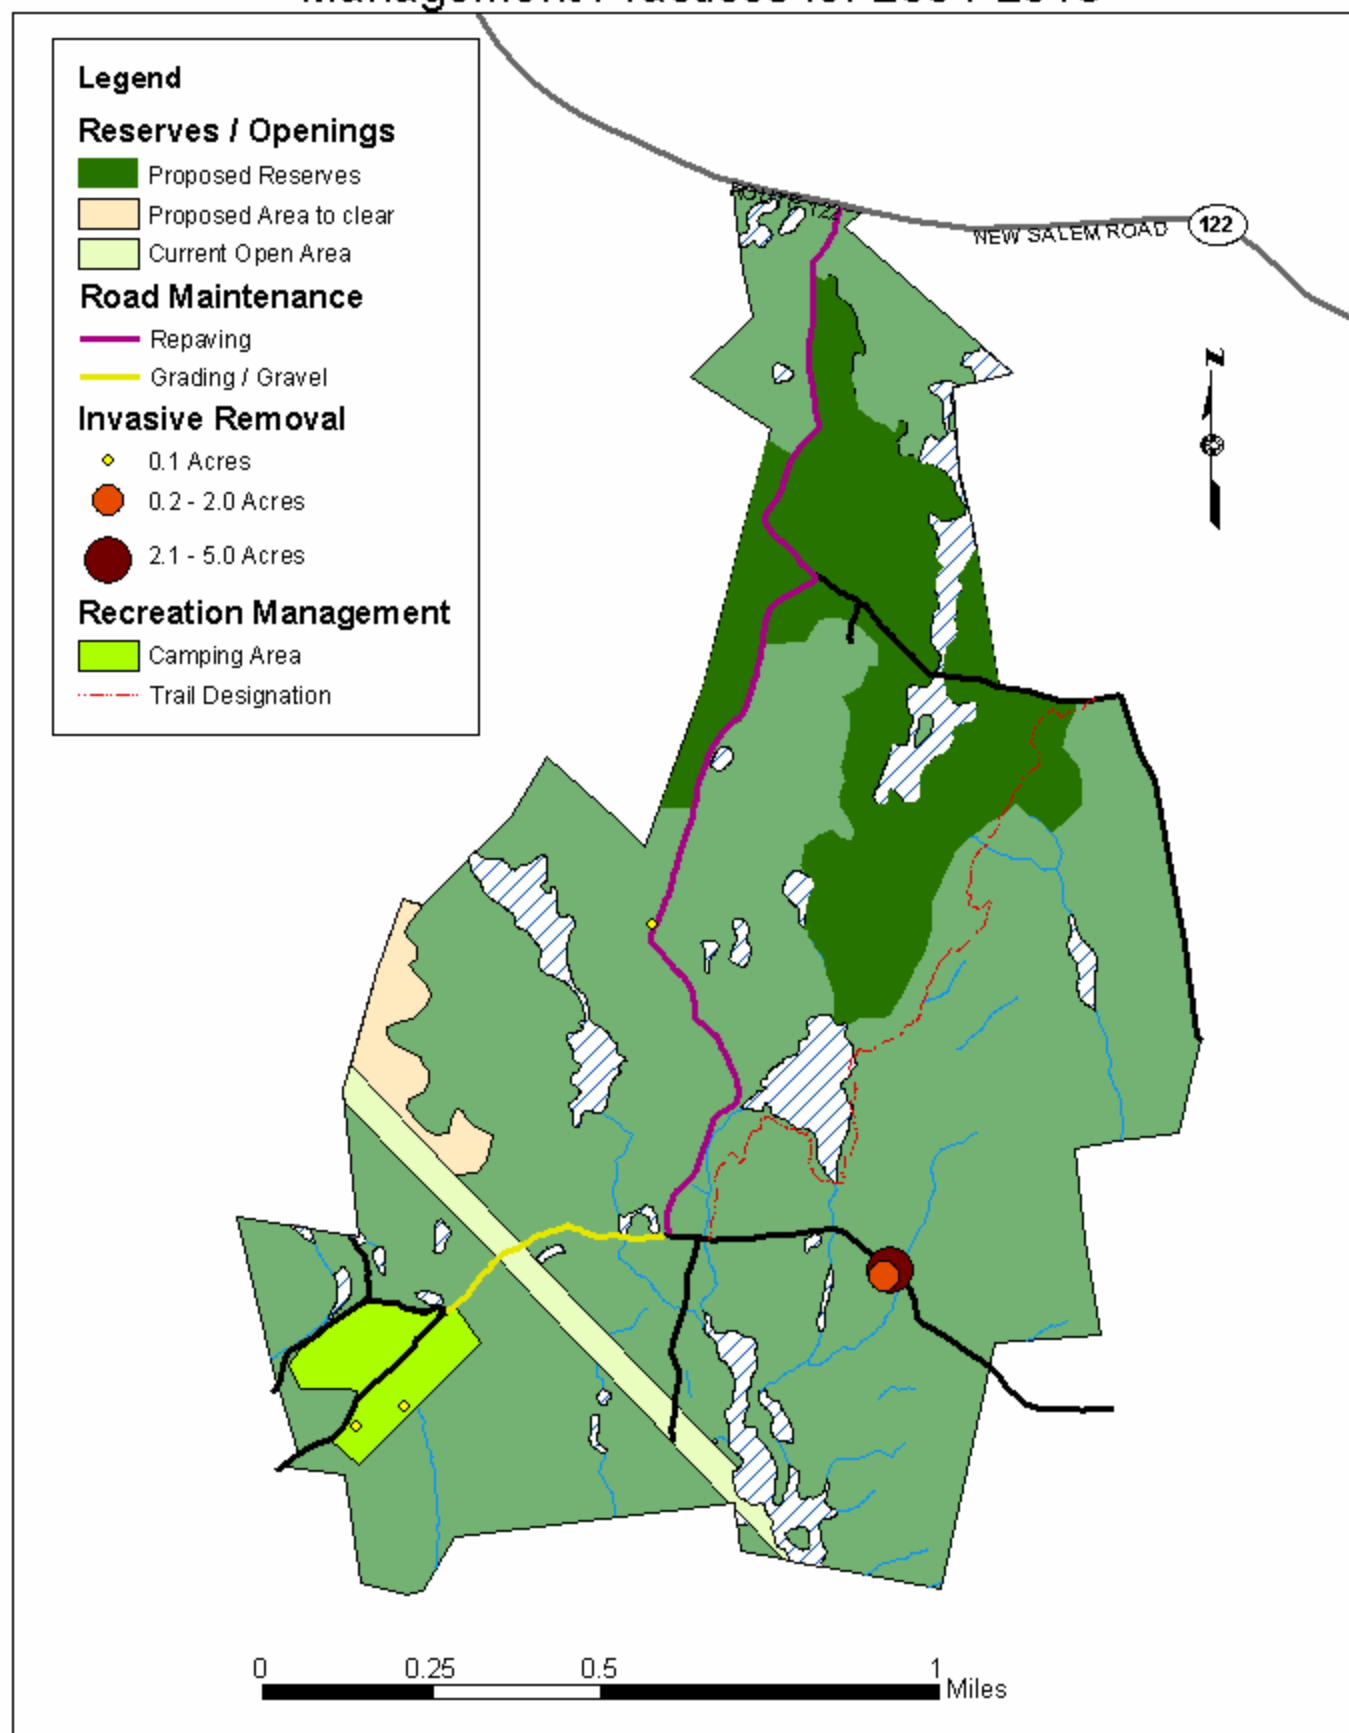 Legend
Reserves / Openings
Proposed Reserves
Proposed Area to clear
Current Open Area
Road Maintenance
Repaving
Grading / Gravel
Invasive Removal
0.1 Acres
0.2 - 2.0 Acres
2.1 - 5.0 Acres
Recreation Management
Camping Area
Trail Designation
ROUTE 122
NEW SALEM ROAD
122
N
0 0.25 0.5 1
Miles